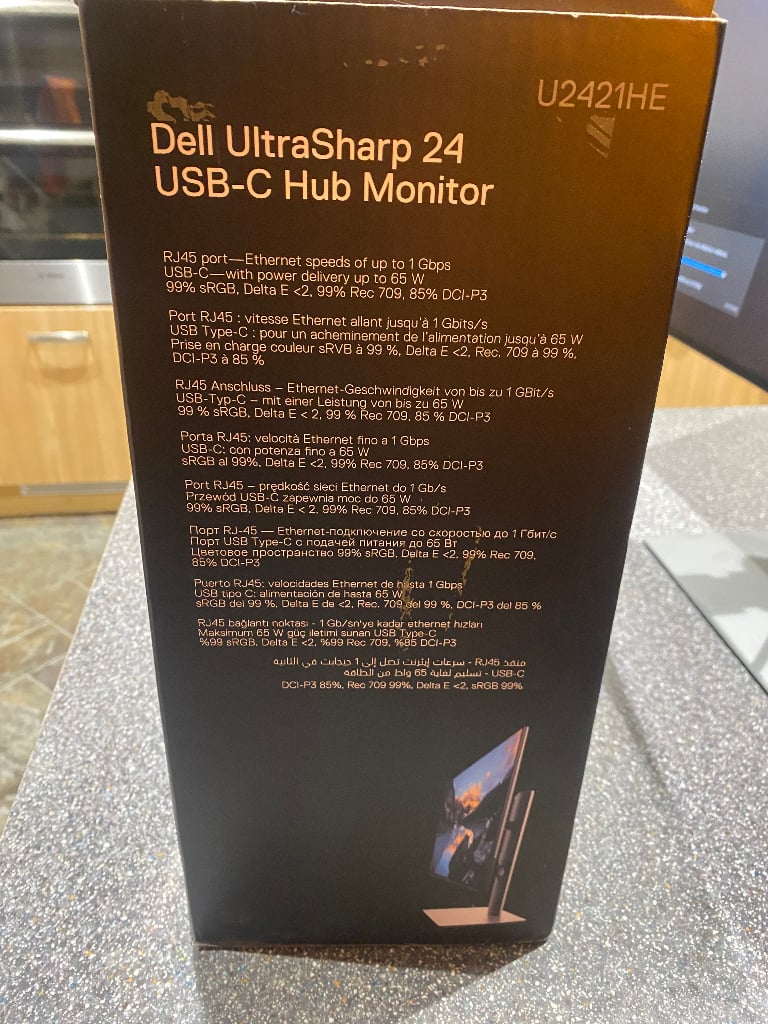 U2421HE
Dell UltraSharp 24
USB-C Hub Monitor
RJ45 port—Ethernet speeds of up to 1 Gbps
USB-C—with power delivery up to 65 W
99% sRGB, Delta E <2, 99% Rec 709, 85% DCI-P3
Port RJ45 : vitesse Ethernet allant jusqu'à 1 Gbits/s
USB Type-C : pour un acheminement de l'alimentation jusqu'à 65 W
Prise en charge couleur sRVB à 99 %, Delta E <2, Rec. 709 à 99 %,
DCI-P3 à 85 %
RJ45 Anschluss – Ethernet-Geschwindigkeit von bis zu 1 GBit/s
USB-Typ-C – mit einer Leistung von bis zu 65 W
99 % sRGB, Delta E < 2, 99 % Rec 709, 85 % DCI-P3
Porta RJ45: velocità Ethernet fino a 1 Gbps
USB-C: con potenza fino a 65 W
sRGB al 99%, Delta E <2, 99% Rec 709, 85% DCI-P3
Port RJ45 – prędkość sieci Ethernet do 1 Gb/s
Przewód USB-C zapewnia moc do 65 W
99% sRGB, Delta E < 2, 99% Rec 709, 85% DCI-P3
Порт RJ-45 — Ethernet-подключение со скоростью до 1 Гбит/с
Порт USB Type-C с подачей питания до 65 Вт
Цветовое пространство 99% sRGB, Delta E <2, 99% Rec 709,
85% DCI-P3
Puerto RJ45: velocidades Ethernet de hasta 1 Gbps
USB tipo C: alimentación de hasta 65 W
sRGB del 99 %, Delta E de <2, Rec. 709 del 99 %, DCI-P3 del 85 %
RJ45 bağlantı noktası - 1 Gb/sn'ye kadar ethernet hızları
Maksimum 65 W güç iletimi sunan USB Type-C
%99 sRGB, Delta E <2, %99 Rec 709, %85 DCI-P3
منفذ RJ45 - سرعات إيثرنت تصل إلى 1 جيجابت في الثانية
USB-C - تسليم لغاية 65 واط من الطاقة
DCI-P3 85%, Rec 709 99%, Delta E <2, sRGB 99%